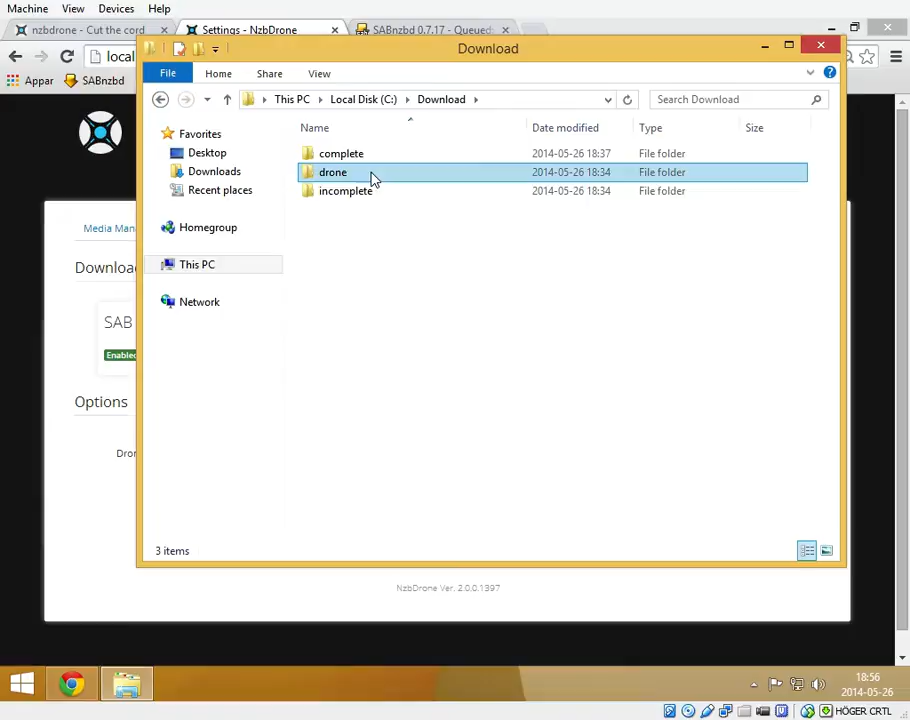 Machine View Devices Help
nzbdrone - Cut the cord × Settings - NzbDrone × SABnzbd 0.7.17 - Queued: ×
local
Appar SABnzbd
Download
File Home Share View
This PC Local Disk (C:) Download
Search Download
Name Date modified Type Size
Favorites
Desktop
Downloads
Recent places
Homegroup
This PC
Network
complete 2014-05-26 18:37 File folder
drone 2014-05-26 18:34 File folder
incomplete 2014-05-26 18:34 File folder
3 items
Media Man
Downloa
SAB
Enabled
Options
Dron
NzbDrone Ver. 2.0.0.1397
18:56
2014-05-26
HÖGER CRTL